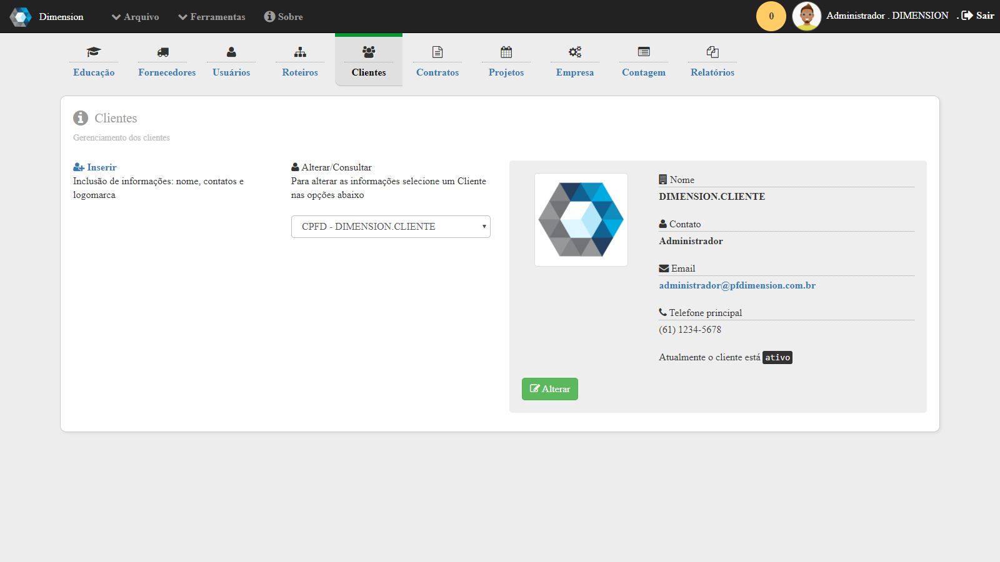 Dimension
Arquivo
Ferramentas
Sobre
0
Administrador . DIMENSION
. Sair
Educação
Fornecedores
Usuários
Roteiros
Clientes
Contratos
Projetos
Empresa
Contagem
Relatórios
Clientes
Gerenciamento dos clientes
Inserir
Inclusão de informações: nome, contatos e
logomarca
Alterar/Consultar
Para alterar as informações selecione um Cliente
nas opções abaixo
CPFD - DIMENSION.CLIENTE
Nome
DIMENSION.CLIENTE
Contato
Administrador
Email
administrador@pfdimension.com.br
Telefone principal
(61) 1234-5678
Atualmente o cliente está ativo
Alterar